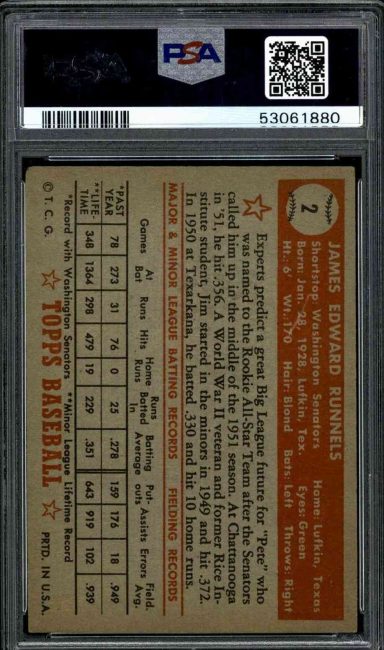 PSA
53061880
2
JAMES EDWARD RUNNELS
Shortstop: Washington Senators Home: Lufkin, Texas
Born: Jan. 28, 1928, Lufkin, Tex. Eyes: Green
Ht.: 6' Wt.: 170 Hair: Blond Bats: Left Throws: Right
Experts predict a great Big League future for "Pete" who
was named to the Rookie All-Star Team after the Senators
called him up in the middle of the 1951 season. At Chattanooga
in '51, he hit .356. A World War II veteran and former Rice In-
stitute student, Jim started in the minors in 1949 and hit .372.
In 1950 at Texarkana, he batted .330 and hit 10 home runs.
MAJOR & MINOR LEAGUE BATTING RECORDS FIELDING RECORDS
Games At Bat Runs Hits Home Runs Runs Batted In Batting Average Put-outs Assists Errors Field. Avg.
*PAST YEAR 78 273 31 76 0 25 .278 159 176 18 .949
**LIFE-TIME 348 1364 298 479 19 229 .351 643 919 102 .939
*Record with Washington Senators **Minor League Lifetime Record
© T. C. G. TOPPS BASEBALL PRTD. IN U.S.A.